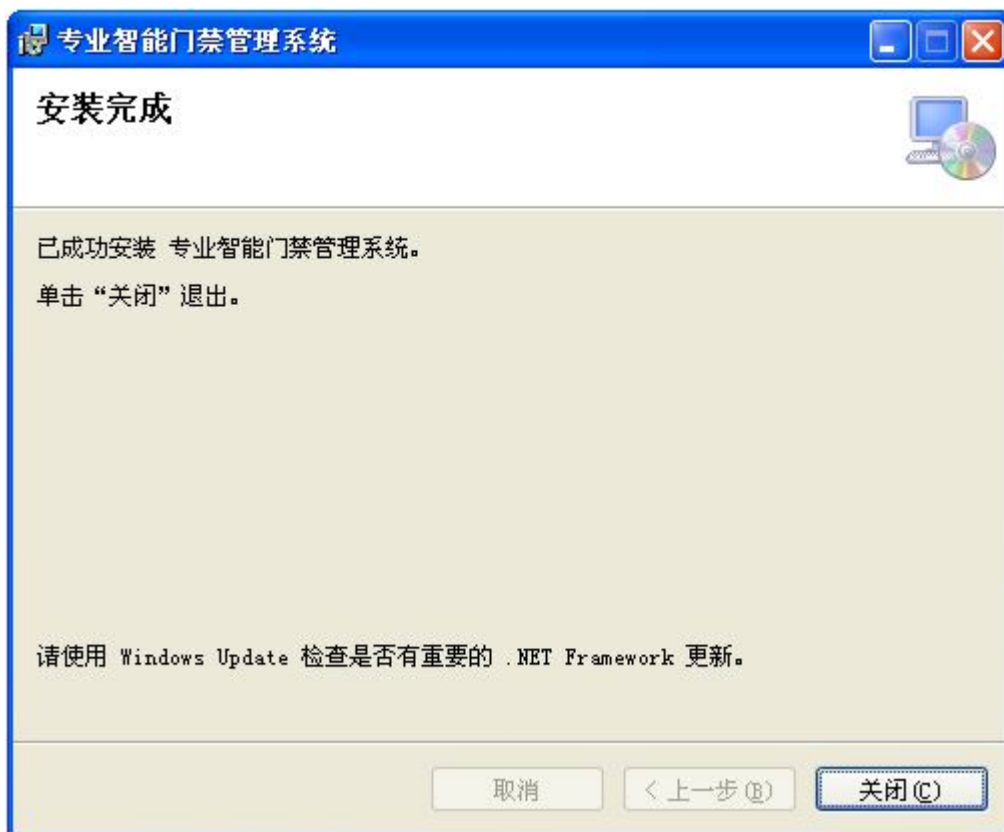 专业智能门禁管理系统
安装完成
已成功安装 专业智能门禁管理系统。
单击“关闭”退出。
请使用 Windows Update 检查是否有重要的 .NET Framework 更新。
取消
< 上一步(B)
关闭(C)